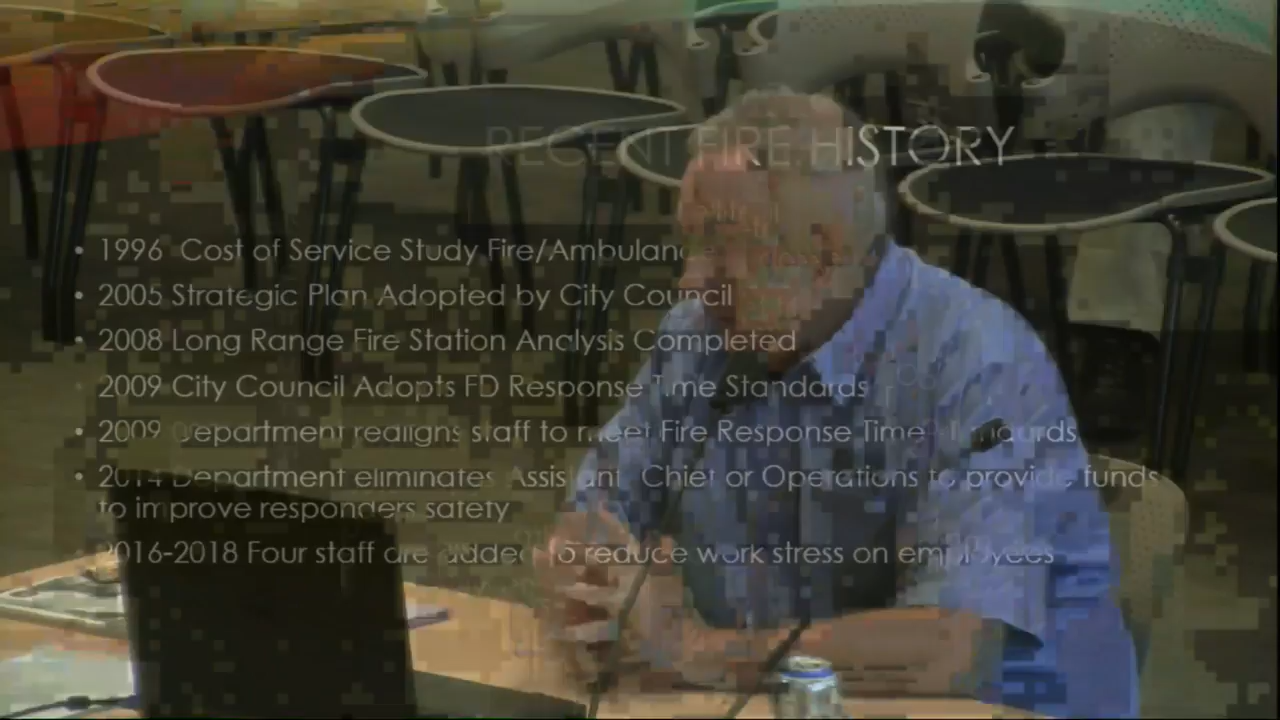 RECENT FIRE HISTORY
• 1996 Cost of Service Study Fire/Ambulanc
• 2005 Strategic Plan Adopted by City Council
• 2008 Long Range Fire Station Analysis Completed
2009 City Council Adopts FD Response Time Standards
• 2009 Department realigns staff to meet Fire Response Time Standards
• 2014 Department eliminates Assistant Chief of Operations to provide funds
to improve responders safety
2016-2018 Four staff are added to reduce work stress on employees